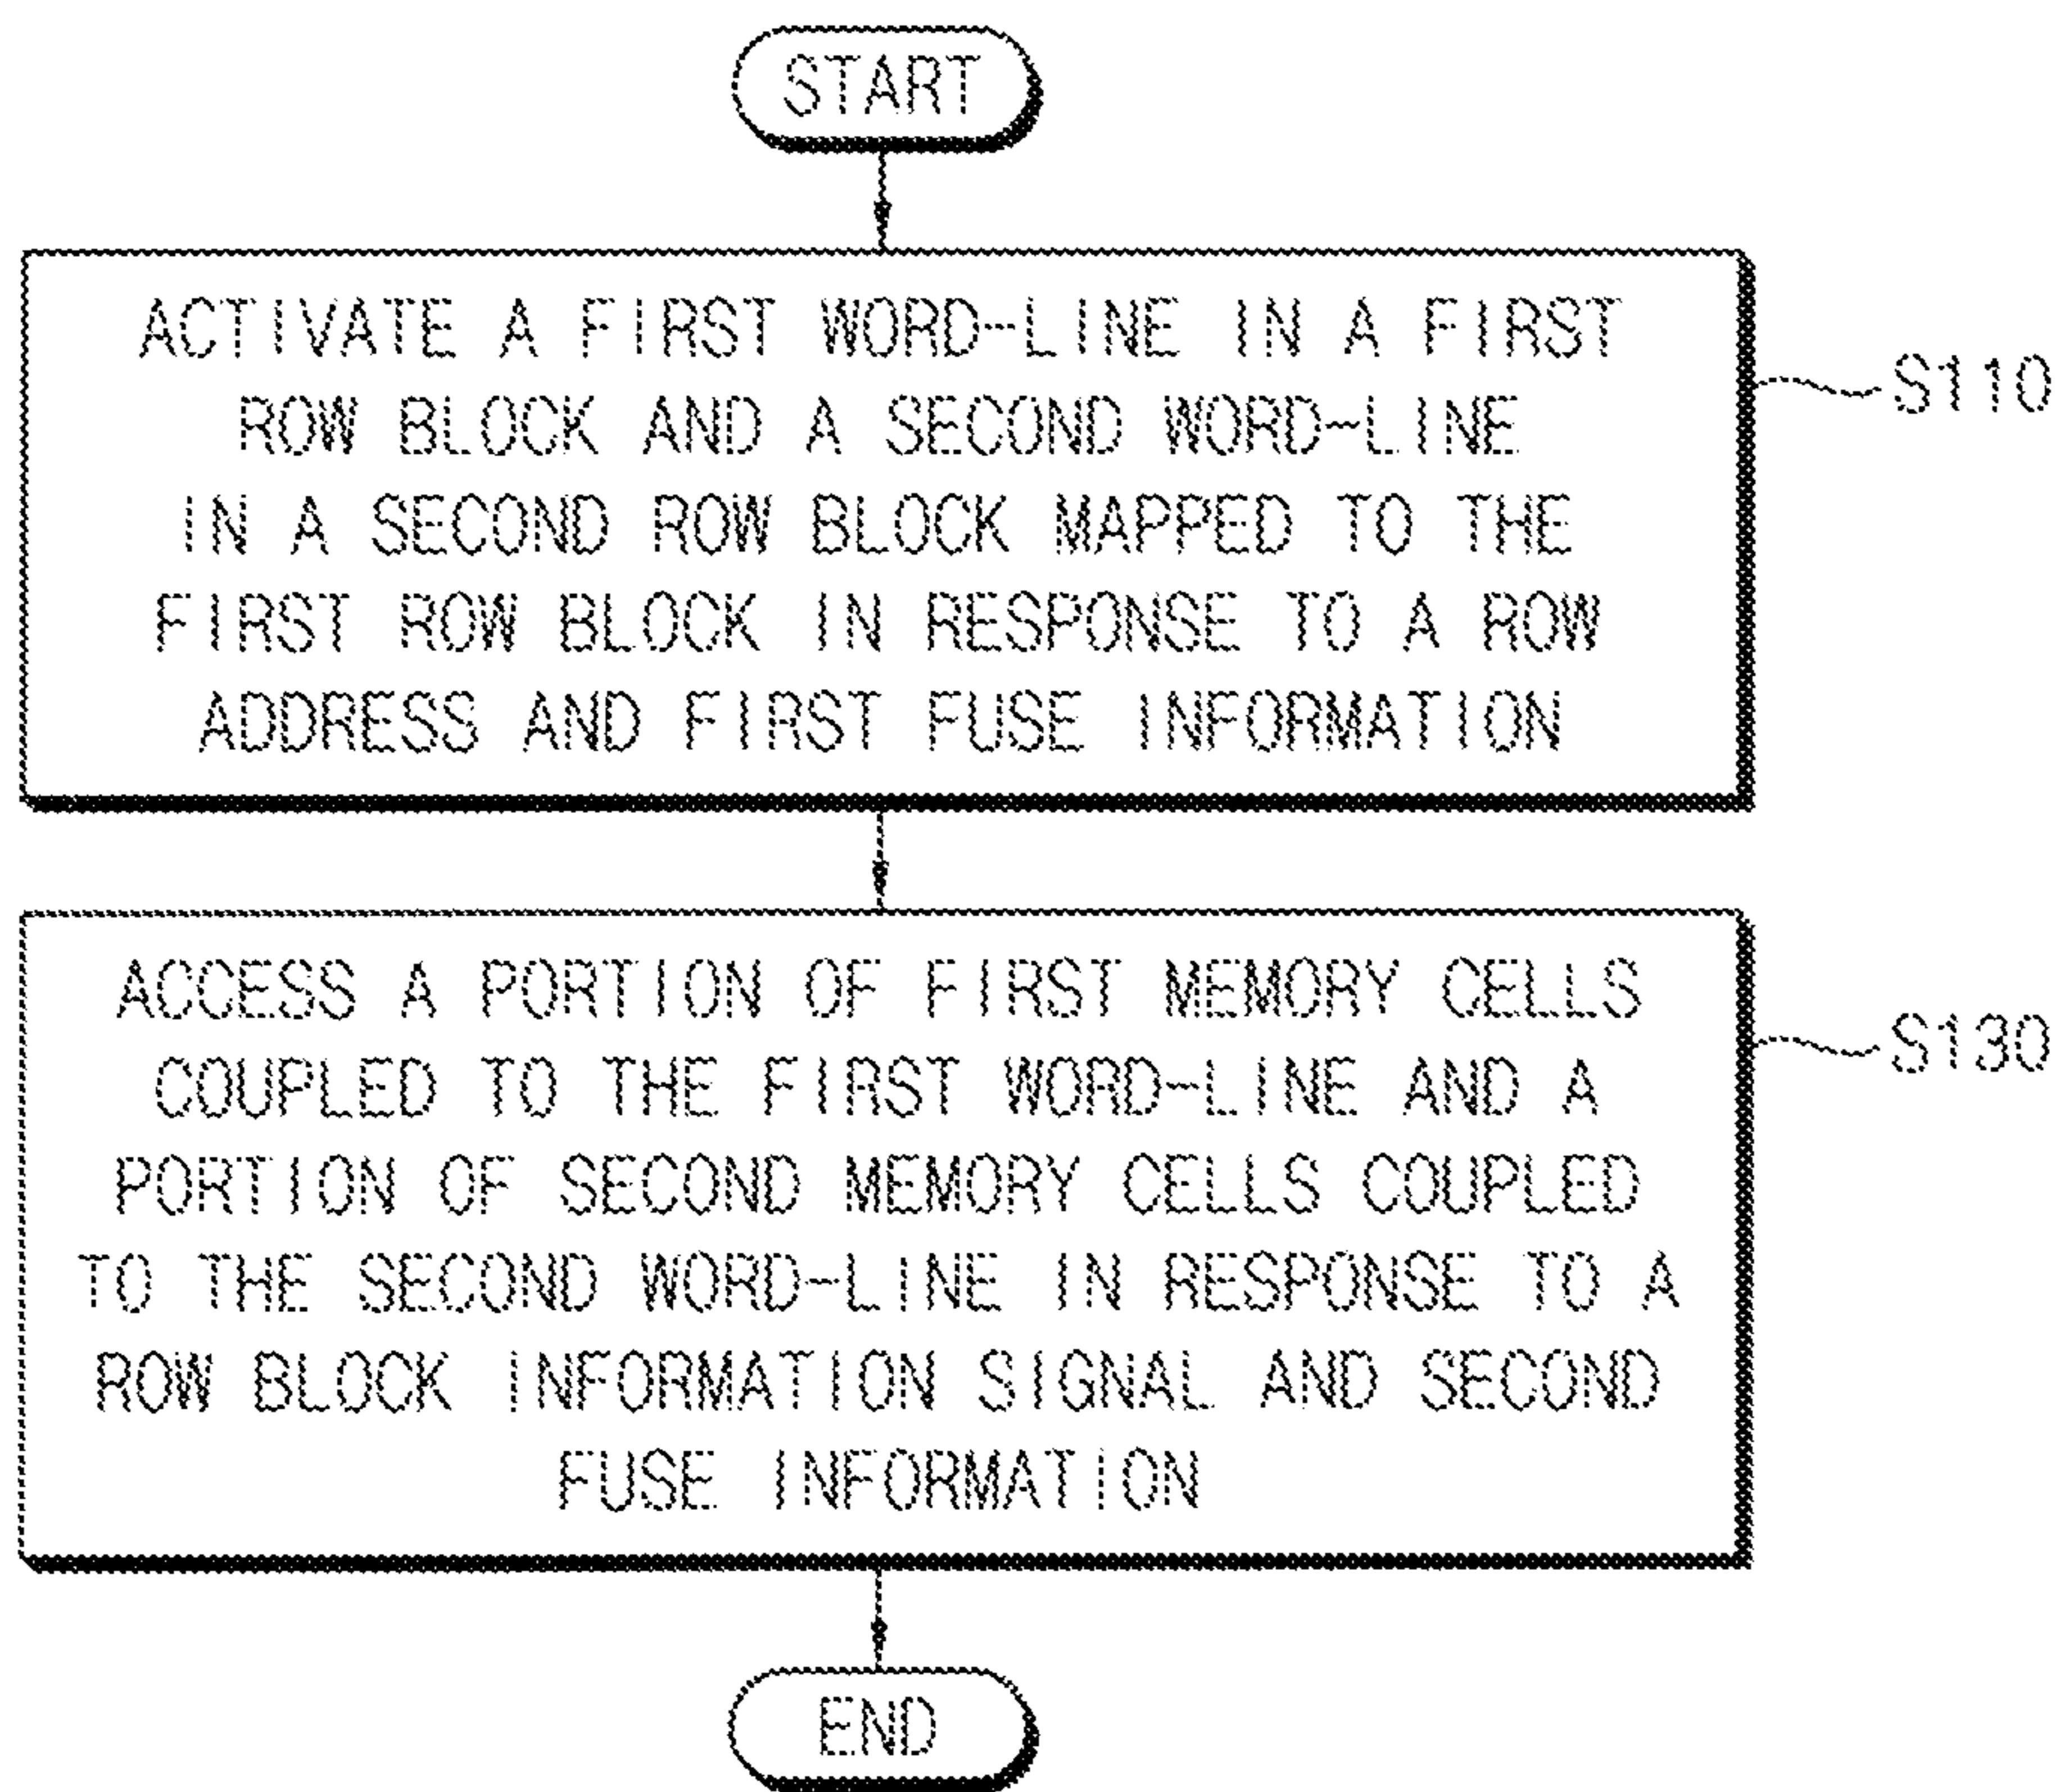 START
ACTIVATE A FIRST WORD-LINE IN A FIRST
ROW BLOCK AND A SECOND WORD-LINE
IN A SECOND ROW BLOCK MAPPED TO THE
FIRST ROW BLOCK IN RESPONSE TO A ROW
ADDRESS AND FIRST FUSE INFORMATION
S110
ACCESS A PORTION OF FIRST MEMORY CELLS
COUPLED TO THE FIRST WORD-LINE AND A
PORTION OF SECOND MEMORY CELLS COUPLED
TO THE SECOND WORD-LINE IN RESPONSE TO A
ROW BLOCK INFORMATION SIGNAL AND SECOND
FUSE INFORMATION
S130
END